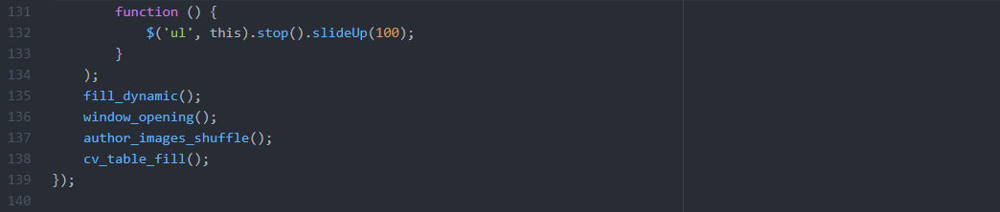 131 function () {
132 $('ul', this).stop().slideUp(100);
133 }
134 );
135 fill_dynamic();
136 window_opening();
137 author_images_shuffle();
138 cv_table_fill();
139 });
140